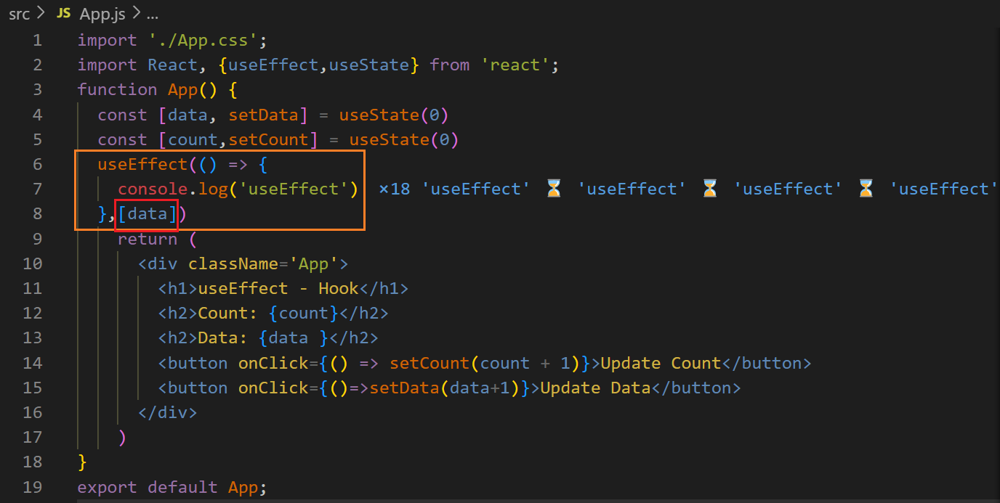 src > JS App.js > ...
1 import './App.css';
2 import React, {useEffect,useState} from 'react';
3 function App() {
4 const [data, setData] = useState(0)
5 const [count,setCount] = useState(0)
6 useEffect(() => {
7 console.log('useEffect') ×18 'useEffect' ⌛ 'useEffect' ⌛ 'useEffect' ⌛ 'useEffect'
8 },[data])
9 return (
10 <div className='App'>
11 <h1>useEffect - Hook</h1>
12 <h2>Count: {count}</h2>
13 <h2>Data: {data }</h2>
14 <button onClick={() => setCount(count + 1)}>Update Count</button>
15 <button onClick={()=>setData(data+1)}>Update Data</button>
16 </div>
17 )
18 }
19 export default App;